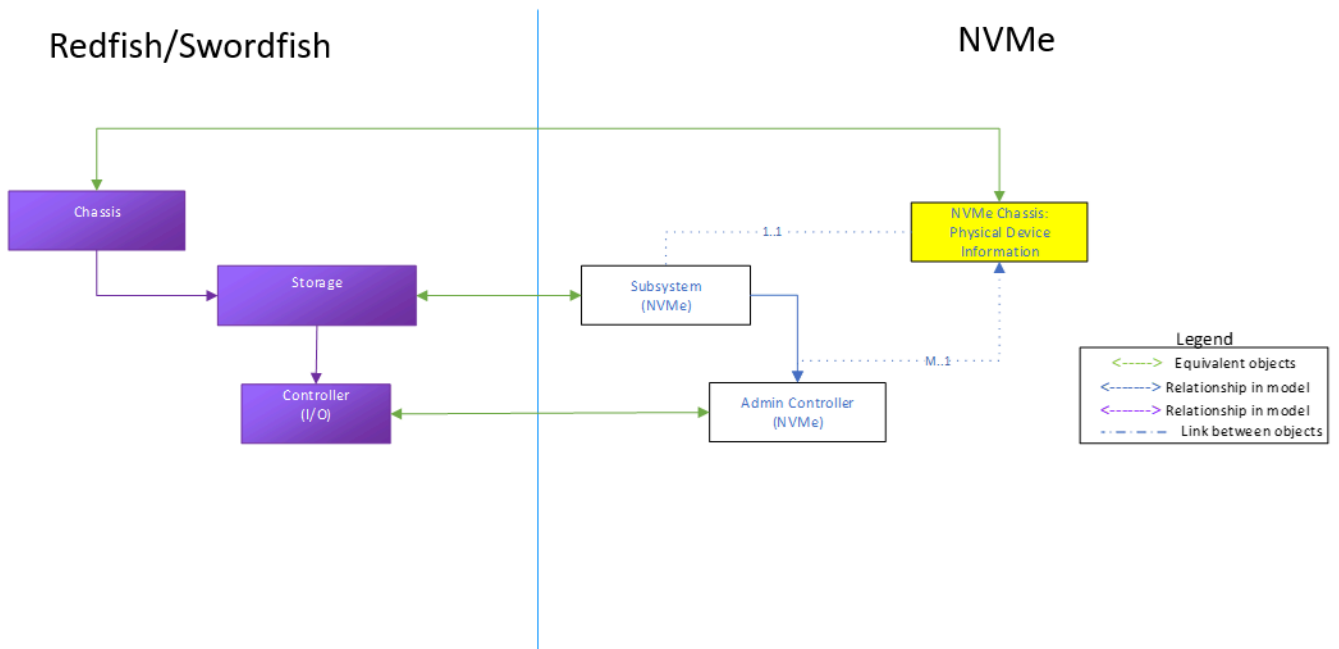 Redfish/Swordfish
NVMe
Chassis
NVMe Chassis:
Physical Device
Information
1..1
Storage
Subsystem
(NVMe)
M..1
Controller
(I/O)
Admin Controller
(NVMe)
Legend
Equivalent objects
Relationship in model
Relationship in model
Link between objects